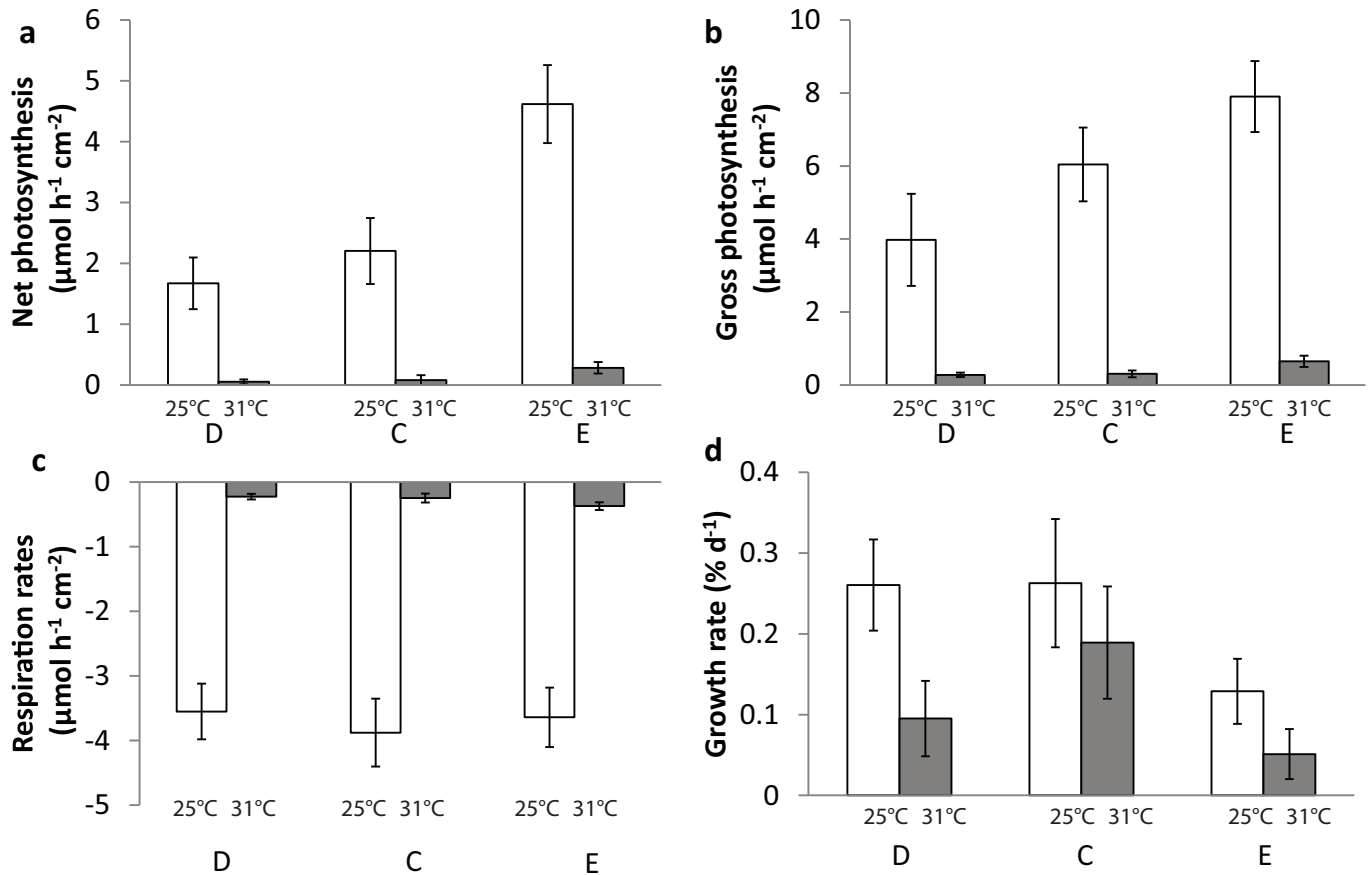 a
Net photosynthesis
(µmol h-1 cm-2)
6
5
4
3
2
1
0
25°C 31°C 25°C 31°C 25°C 31°C
D C E
b
Gross photosynthesis
(µmol h-1 cm-2)
10
8
6
4
2
0
25°C 31°C 25°C 31°C 25°C 31°C
D C E
c
Respiration rates
(µmol h-1 cm-2)
0
-1
-2
-3
-4
-5
25°C 31°C 25°C 31°C 25°C 31°C
D C E
d
Growth rate (% d-1)
0.4
0.3
0.2
0.1
0
25°C 31°C 25°C 31°C 25°C 31°C
D C E